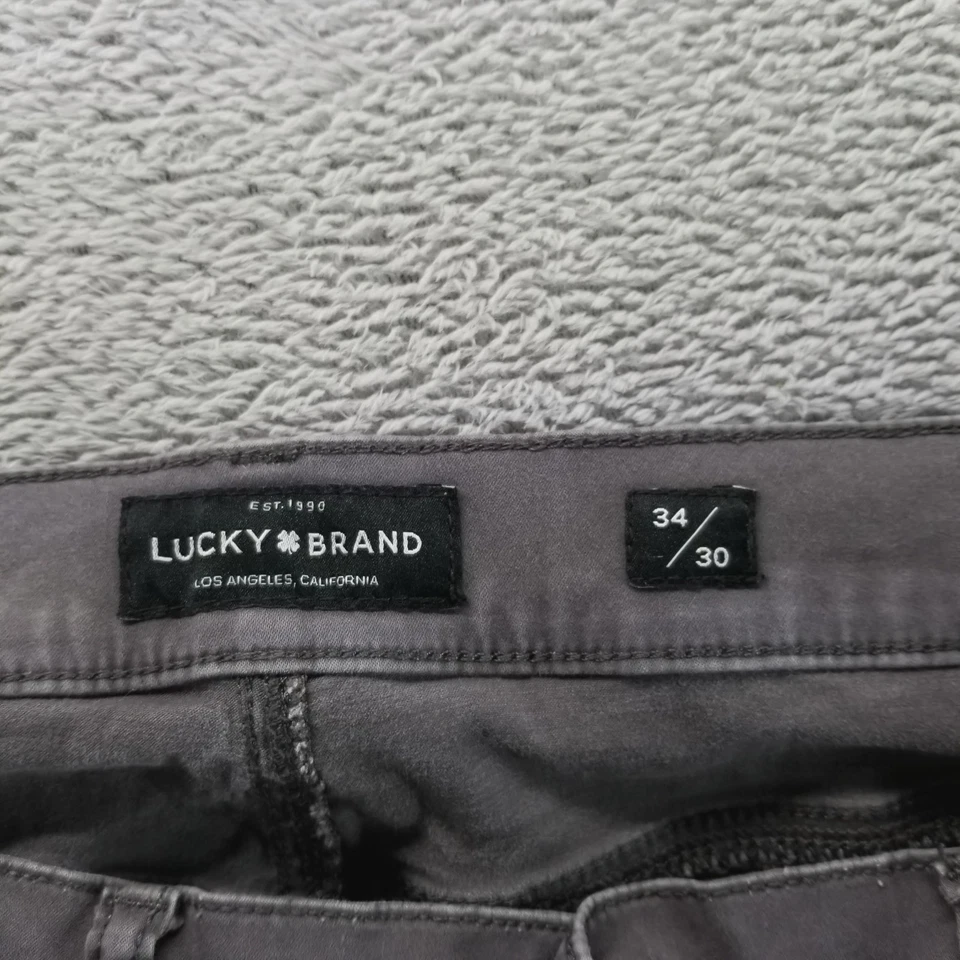 EST. 1990
LUCKY BRAND
LOS ANGELES, CALIFORNIA
34/30